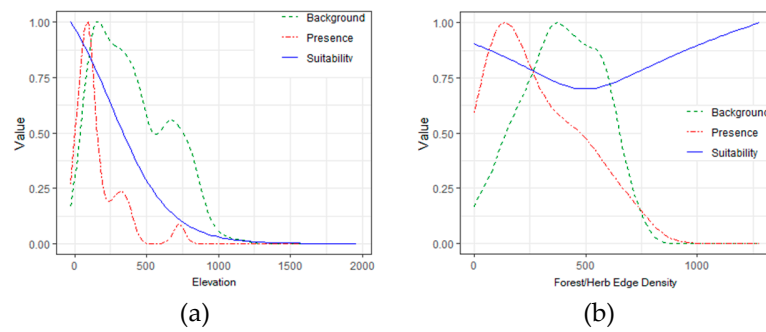 Background
Presence
Suitability
1.00
0.75
0.50
0.25
0.00
Value
0
500
1000
1500
2000
Elevation
(a)
Background
Presence
Suitability
1.00
0.75
0.50
0.25
0.00
Value
0
500
1000
Forest/Herb Edge Density
(b)